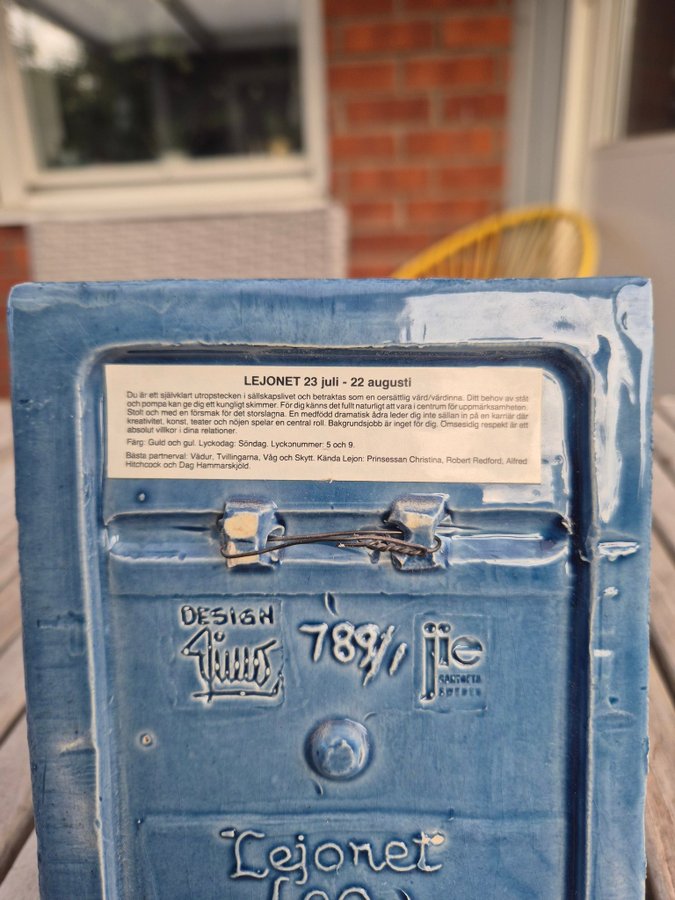 LEJONET 23 juli - 22 augusti
Du är ett självklart utropstecken i sällskapslivet och betraktas som en oersättlig värd/värdinna. Ditt behov av ståt
och pompa kan ge dig ett kungligt skimmer. För dig känns det fullt naturligt att vara i centrum för uppmärksamheten.
Stolt och med en försmak för det storslagna. En medfödd dramatisk ådra leder dig inte sällan in på en karriär där
kreativitet, konst, teater och nöjen spelar en central roll. Bakgrundsjobb är inget för dig. Ömsesidig respekt är ett
absolut villkor i dina relationer.
Färg: Guld och gul. Lyckodag: Söndag. Lyckonummer: 5 och 9.
Bästa partnerval: Vädur, Tvillingarna, Våg och Skytt. Kända Lejon: Prinsessan Christina, Robert Redford, Alfred
Hitchcook och Dag Hammarskjöld.
DESIGN 789/1 jie
GANTOFTA
SWEDEN
Lejonet
Leo